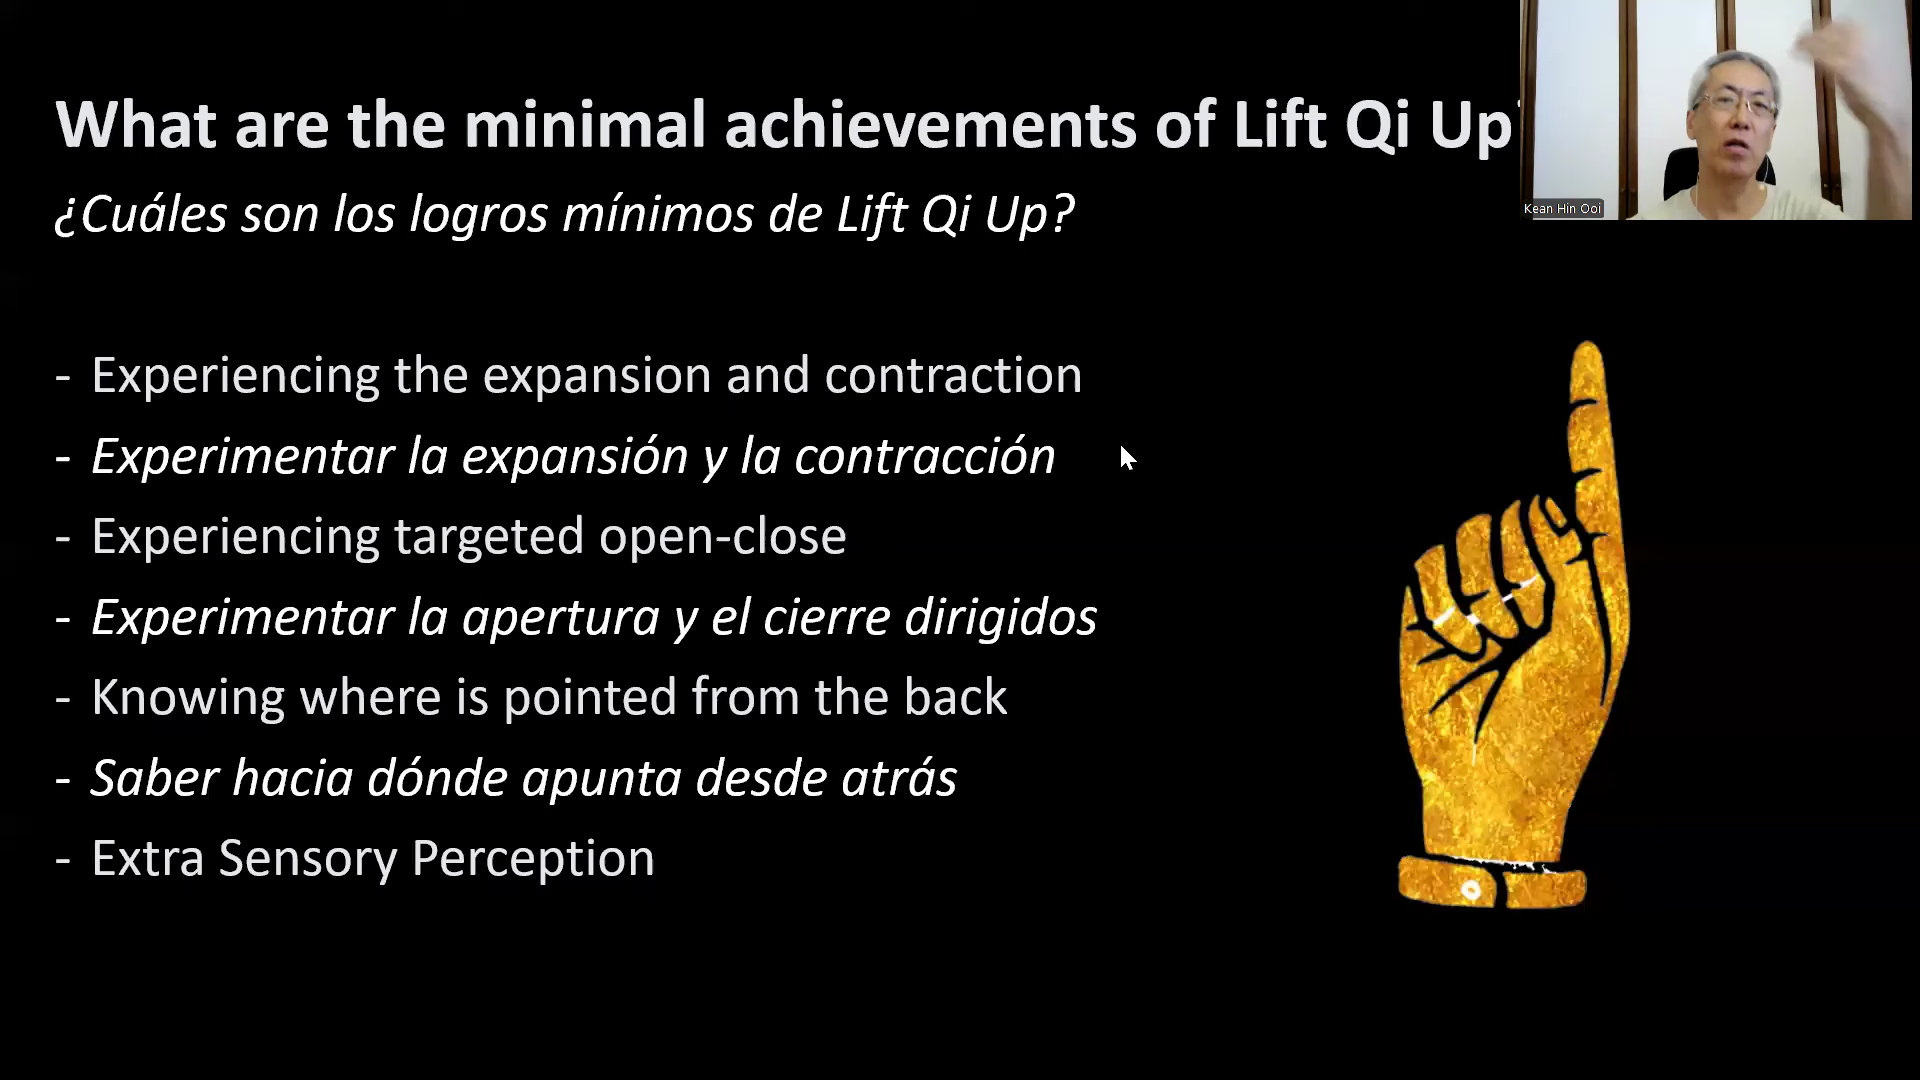 What are the minimal achievements of Lift Qi Up
¿Cuáles son los logros mínimos de Lift Qi Up?
- Experiencing the expansion and contraction
- Experimentar la expansión y la contracción
- Experiencing targeted open-close
- Experimentar la apertura y el cierre dirigidos
- Knowing where is pointed from the back
- Saber hacia dónde apunta desde atrás
- Extra Sensory Perception
Kean Hin Ooi